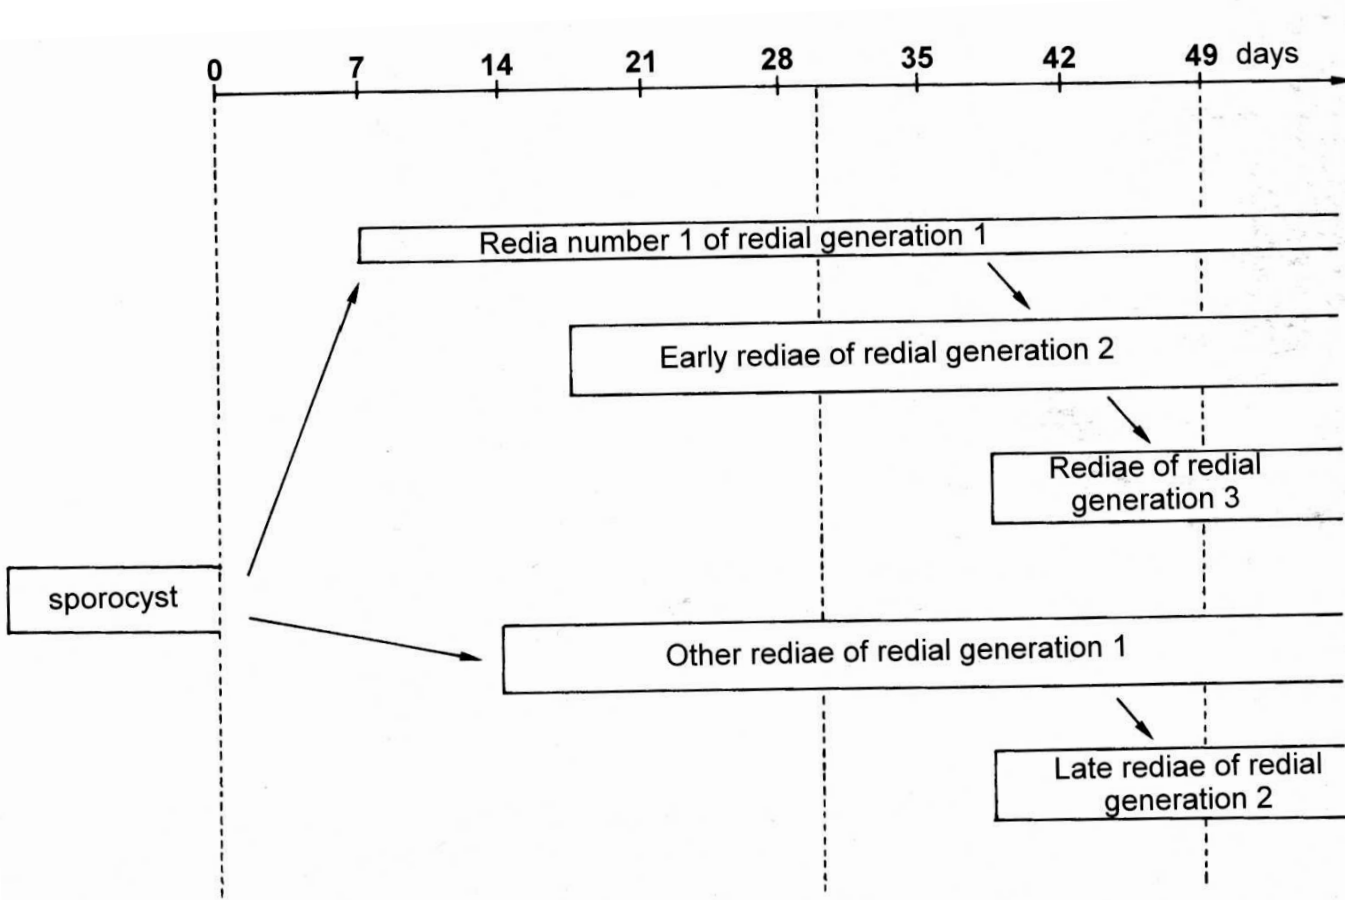 0 7 14 21 28 35 42 49 days
Redia number 1 of redial generation 1
Early rediae of redial generation 2
Rediae of redial
generation 3
sporocyst
Other rediae of redial generation 1
Late rediae of redial
generation 2